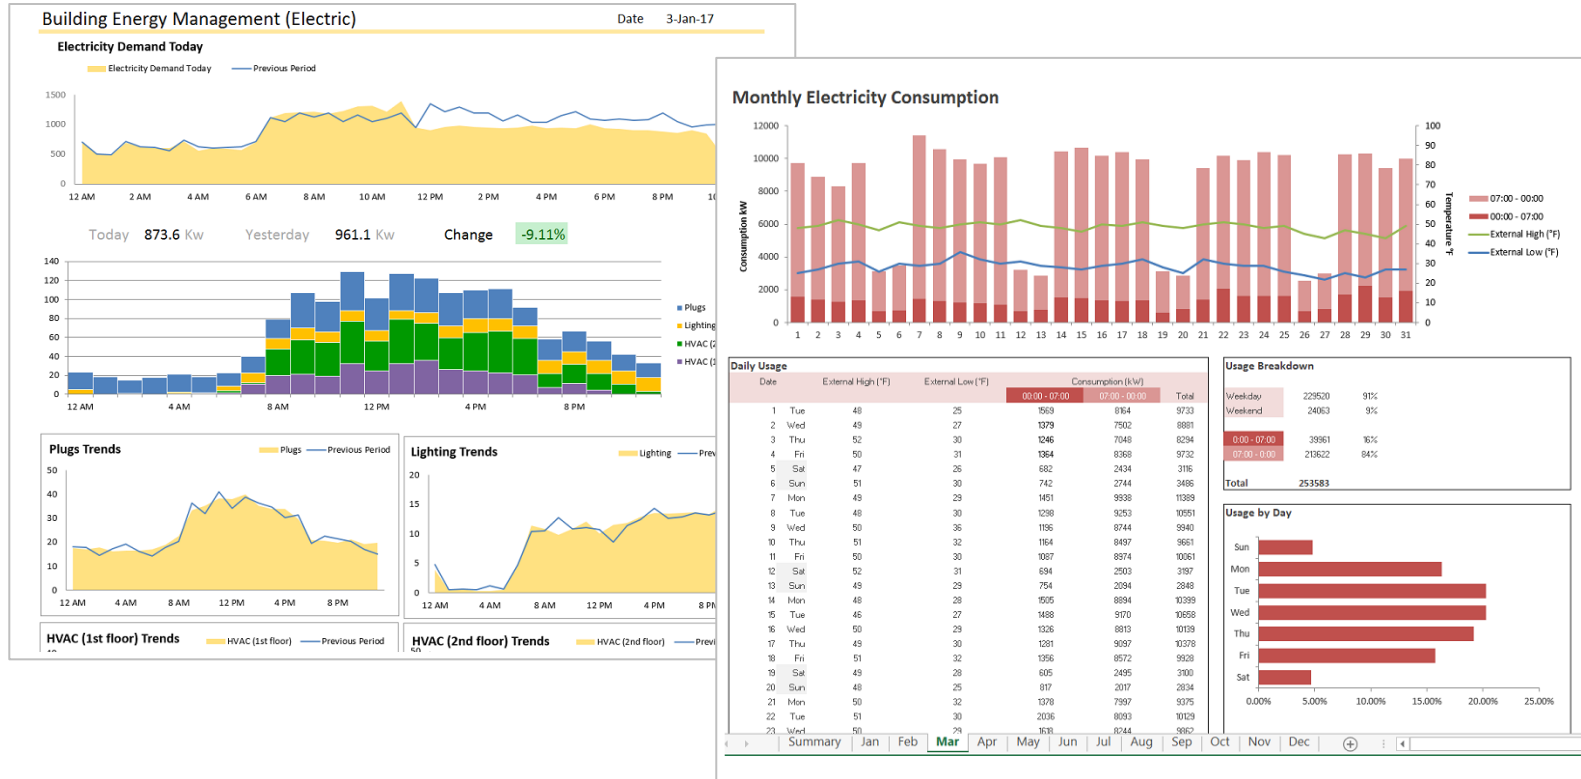 Building Energy Management (Electric)
Date 3-Jan-17
Electricity Demand Today
Electricity Demand Today Previous Period
1500
1000
500
0
12 AM 2 AM 4 AM 6 AM 8 AM 10 AM 12 PM 2 PM 4 PM 6 PM 8 PM 10
Today 873.6 Kw Yesterday 961.1 Kw Change -9.11%
140
120
100
80
60
40
20
0
12 AM 4 AM 8 AM 12 PM 4 PM 8 PM
Plugs
Lighting
HVAC (2
HVAC (1
Plugs Trends
Plugs Previous Period
50
40
30
20
10
0
12 AM 4 AM 8 AM 12 PM 4 PM 8 PM
Lighting Trends
Lighting Prev
20
15
10
5
0
12 AM 4 AM 8 AM 12 PM 4 PM 8 PM
HVAC (1st floor) Trends
HVAC (1st floor) Previous Period
HVAC (2nd floor) Trends
HVAC (2nd floor) Previ
Monthly Electricity Consumption
Consumption kW
12000
10000
8000
6000
4000
2000
0
1 2 3 4 5 6 7 8 9 10 11 12 13 14 15 16 17 18 19 20 21 22 23 24 25 26 27 28 29 30 31
100
90
80
70
60
50
40
30
20
10
0
Temperature °F
07:00 - 00:00
00:00 - 07:00
External High (°F)
External Low (°F)
Daily Usage
Date External High (°F) External Low (°F) Consumption (kW)
00:00 - 07:00 07:00 - 00:00 Total
1 Tue 48 25 1569 8164 9733
2 Wed 49 27 1379 7502 8881
3 Thu 52 30 1246 7048 8294
4 Fri 50 31 1364 8368 9732
5 Sat 47 26 682 2434 3116
6 Sun 51 30 742 2744 3486
7 Mon 49 29 1451 9938 11389
8 Tue 48 30 1298 9253 10551
9 Wed 50 36 1196 8744 9940
10 Thu 51 32 1164 8497 9661
11 Fri 50 30 1087 8974 10061
12 Sat 52 31 694 2503 3197
13 Sun 49 29 754 2094 2848
14 Mon 48 28 1505 8894 10399
15 Tue 46 27 1488 9170 10658
16 Wed 50 29 1326 8813 10139
17 Thu 49 30 1281 9097 10378
18 Fri 51 32 1356 8572 9928
19 Sat 49 28 605 2495 3100
20 Sun 48 25 817 2017 2834
21 Mon 50 32 1378 7997 9375
22 Tue 51 30 2036 8093 10129
23 Wed 50 29 1618 8244 9862
Usage Breakdown
Weekday 229520 91%
Weekend 24063 9%
0:00 - 07:00 39961 16%
07:00 - 0:00 213622 84%
Total 253583
Usage by Day
Sun
Mon
Tue
Wed
Thu
Fri
Sat
0.00% 5.00% 10.00% 15.00% 20.00% 25.00%
Summary Jan Feb Mar Apr May Jun Jul Aug Sep Oct Nov Dec